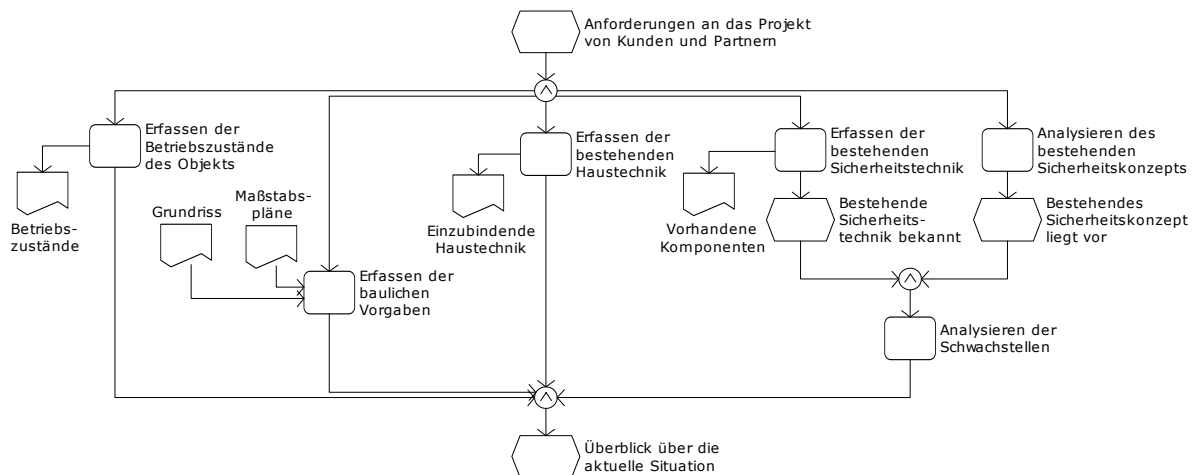 Anforderungen an das Projekt
von Kunden und Partnern
Erfassen der
Betriebszustände
des Objekts
Erfassen der
bestehenden
Haustechnik
Erfassen der
bestehenden
Sicherheitstechnik
Analysieren des
bestehenden
Sicherheitskonzepts
Betriebs-
zustände
Grundriss
Maßstabs-
pläne
Einzubindende
Haustechnik
Vorhandene
Komponenten
Bestehende
Sicherheits-
technik bekannt
Bestehendes
Sicherheitskonzept
liegt vor
Erfassen der
baulichen
Vorgaben
Analysieren der
Schwachstellen
Überblick über die
aktuelle Situation